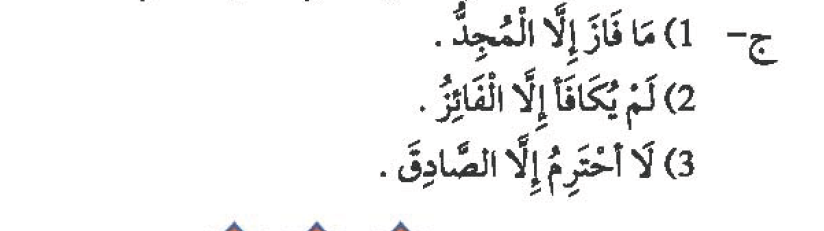 ج- 1) مَا فَازَ إِلَّا الْمُجِدُّ .
2) لَمْ يُكَافَأْ إِلَّا الْفَائِزُ .
3) لَا أَحْتَرِمُ إِلَّا الصَّادِقَ .